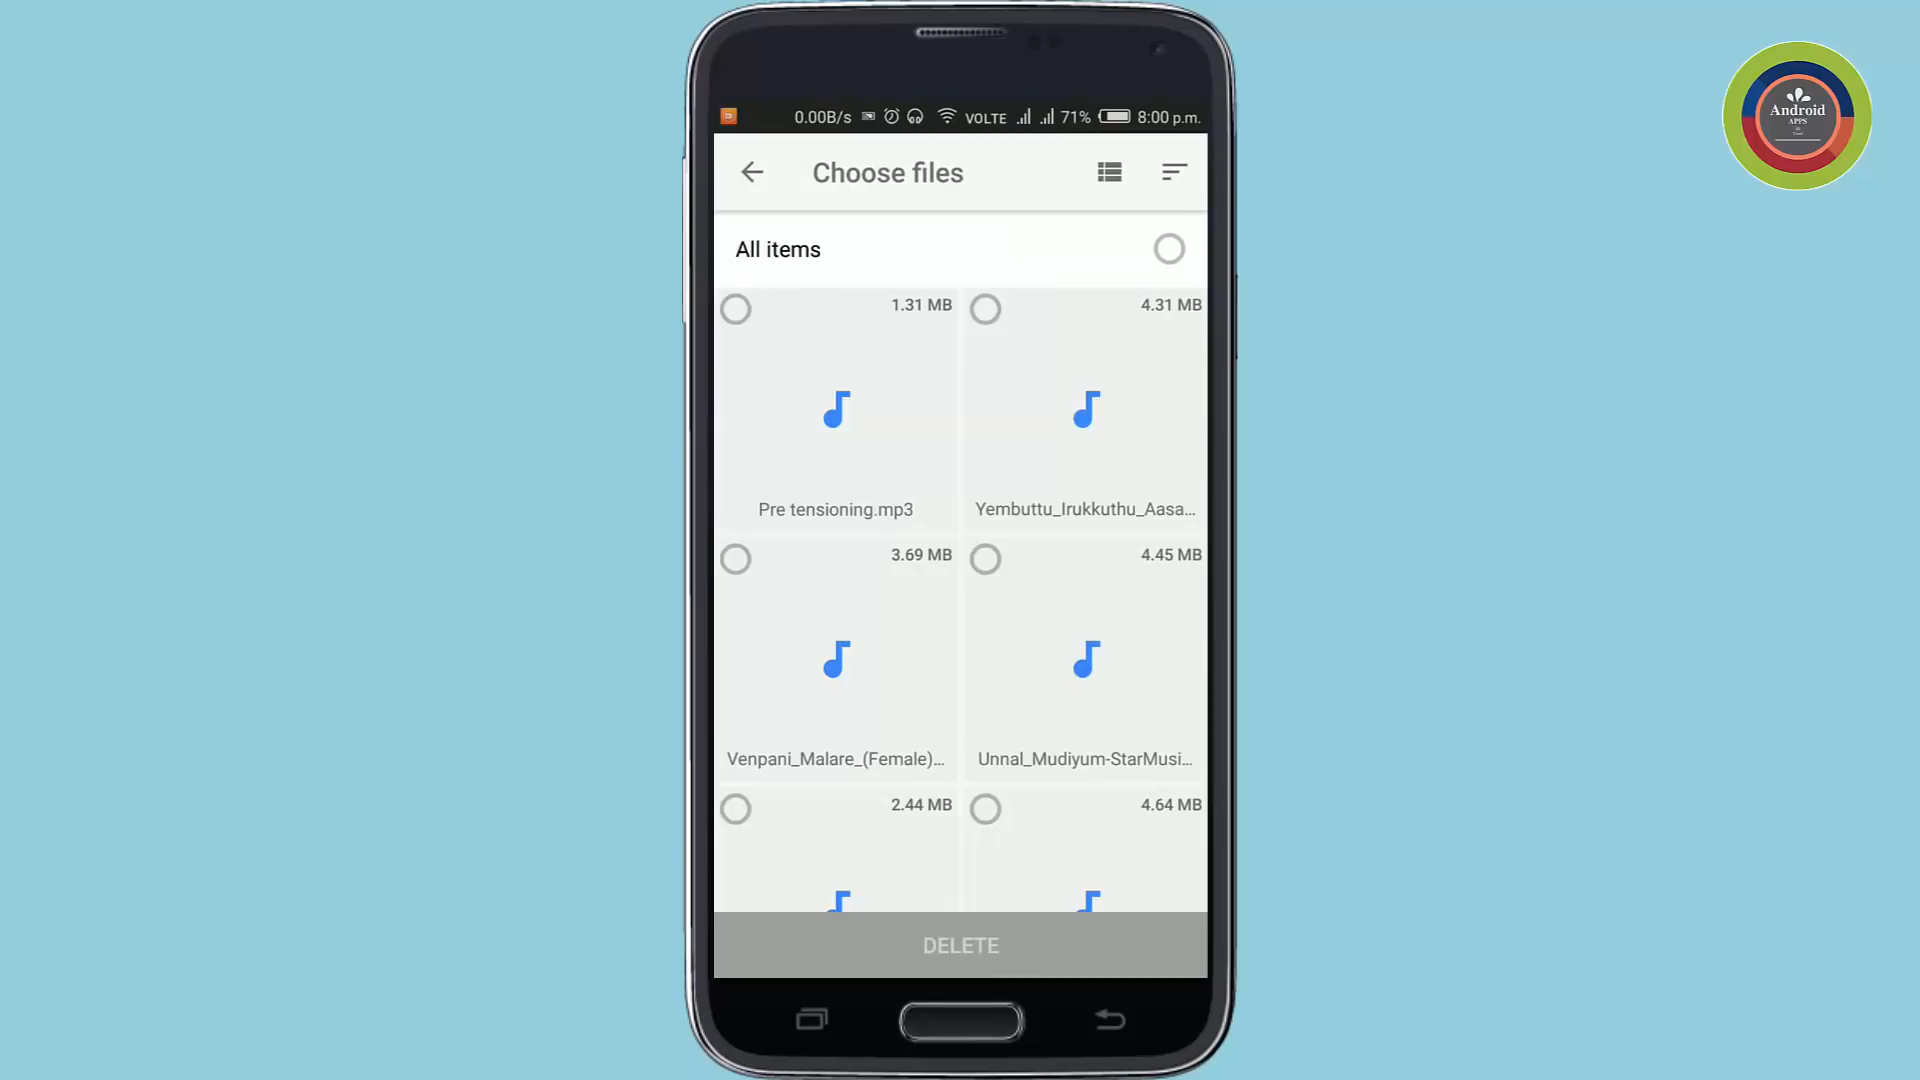 0.00B/s VOLTE 71% 8:00 p.m.
Android
APPS
Choose files
All items
1.31 MB
4.31 MB
Pre tensioning.mp3
Yembuttu_Irukkuthu_Aasa...
3.69 MB
4.45 MB
Venpani_Malare_(Female)...
Unnal_Mudiyum-StarMusi...
2.44 MB
4.64 MB
DELETE